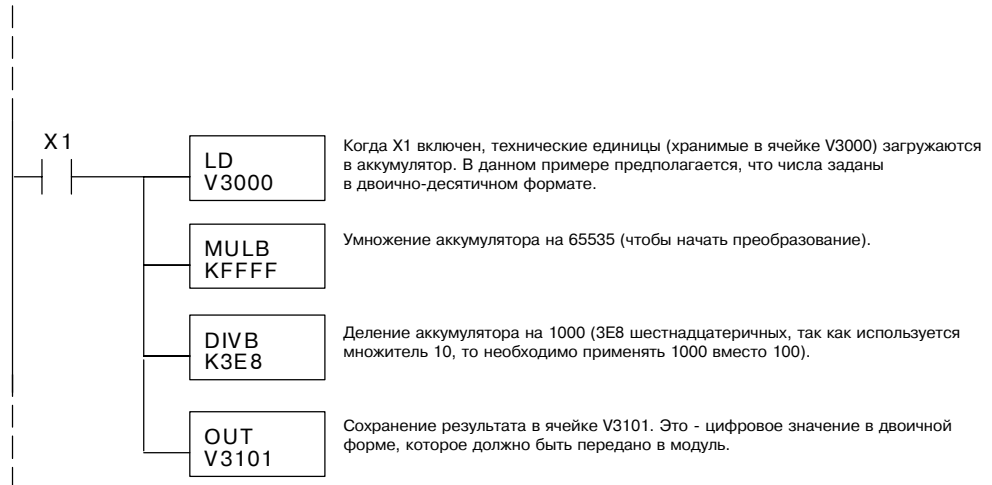 X1
LD
V3000
Когда X1 включен, технические единицы (хранимые в ячейке V3000) загружаются
в аккумулятор. В данном примере предполагается, что числа заданы
в двоично-десятичном формате.
MULB
KFFFF
Умножение аккумулятора на 65535 (чтобы начать преобразование).
DIVB
K3E8
Деление аккумулятора на 1000 (3E8 шестнадцатеричных, так как используется
множитель 10, то необходимо применять 1000 вместо 100).
OUT
V3101
Сохранение результата в ячейке V3101. Это - цифровое значение в двоичной
форме, которое должно быть передано в модуль.